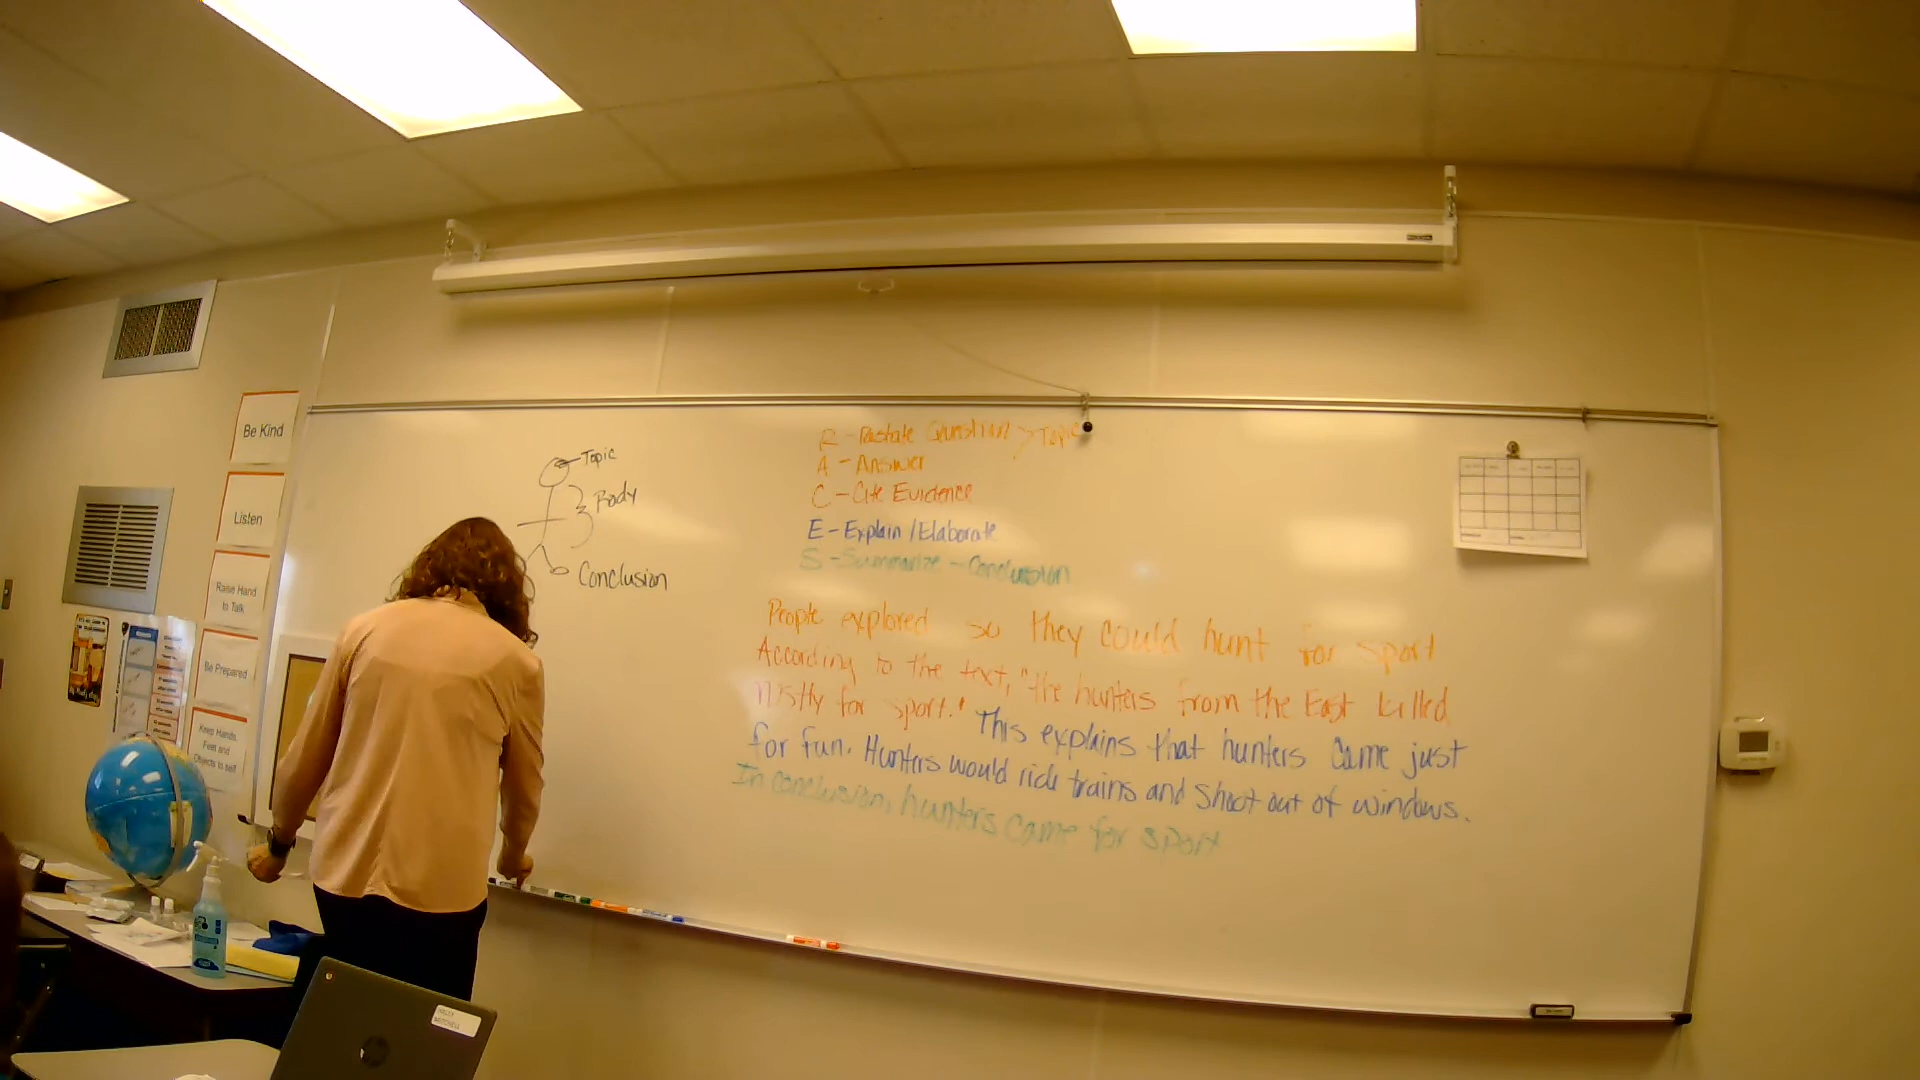 Be Kind
Listen
Raise Hand
to Talk
Be Prepared
Keep Hands
Feet and
Objects to self
Topic
Body
Conclusion
R - Restate Question > Topic
A - Answer
C - Cite Evidence
E - Explain / Elaborate
S - Summarize - Conclusion
People explored so they could hunt for sport
According to the text, "the hunters from the East killed
mostly for sport." This explains that hunters came just
for fun. Hunters would ride trains and shoot out of windows.
In conclusion, hunters came for sport